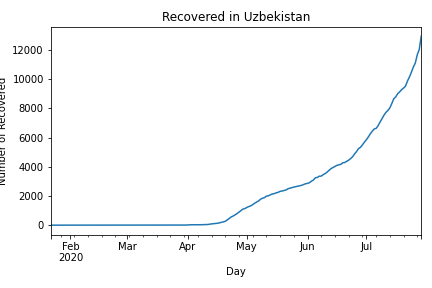 Recovered in Uzbekistan
Number of Recovered
12000
10000
8000
6000
4000
2000
0
Feb Mar Apr May Jun Jul
2020
Day